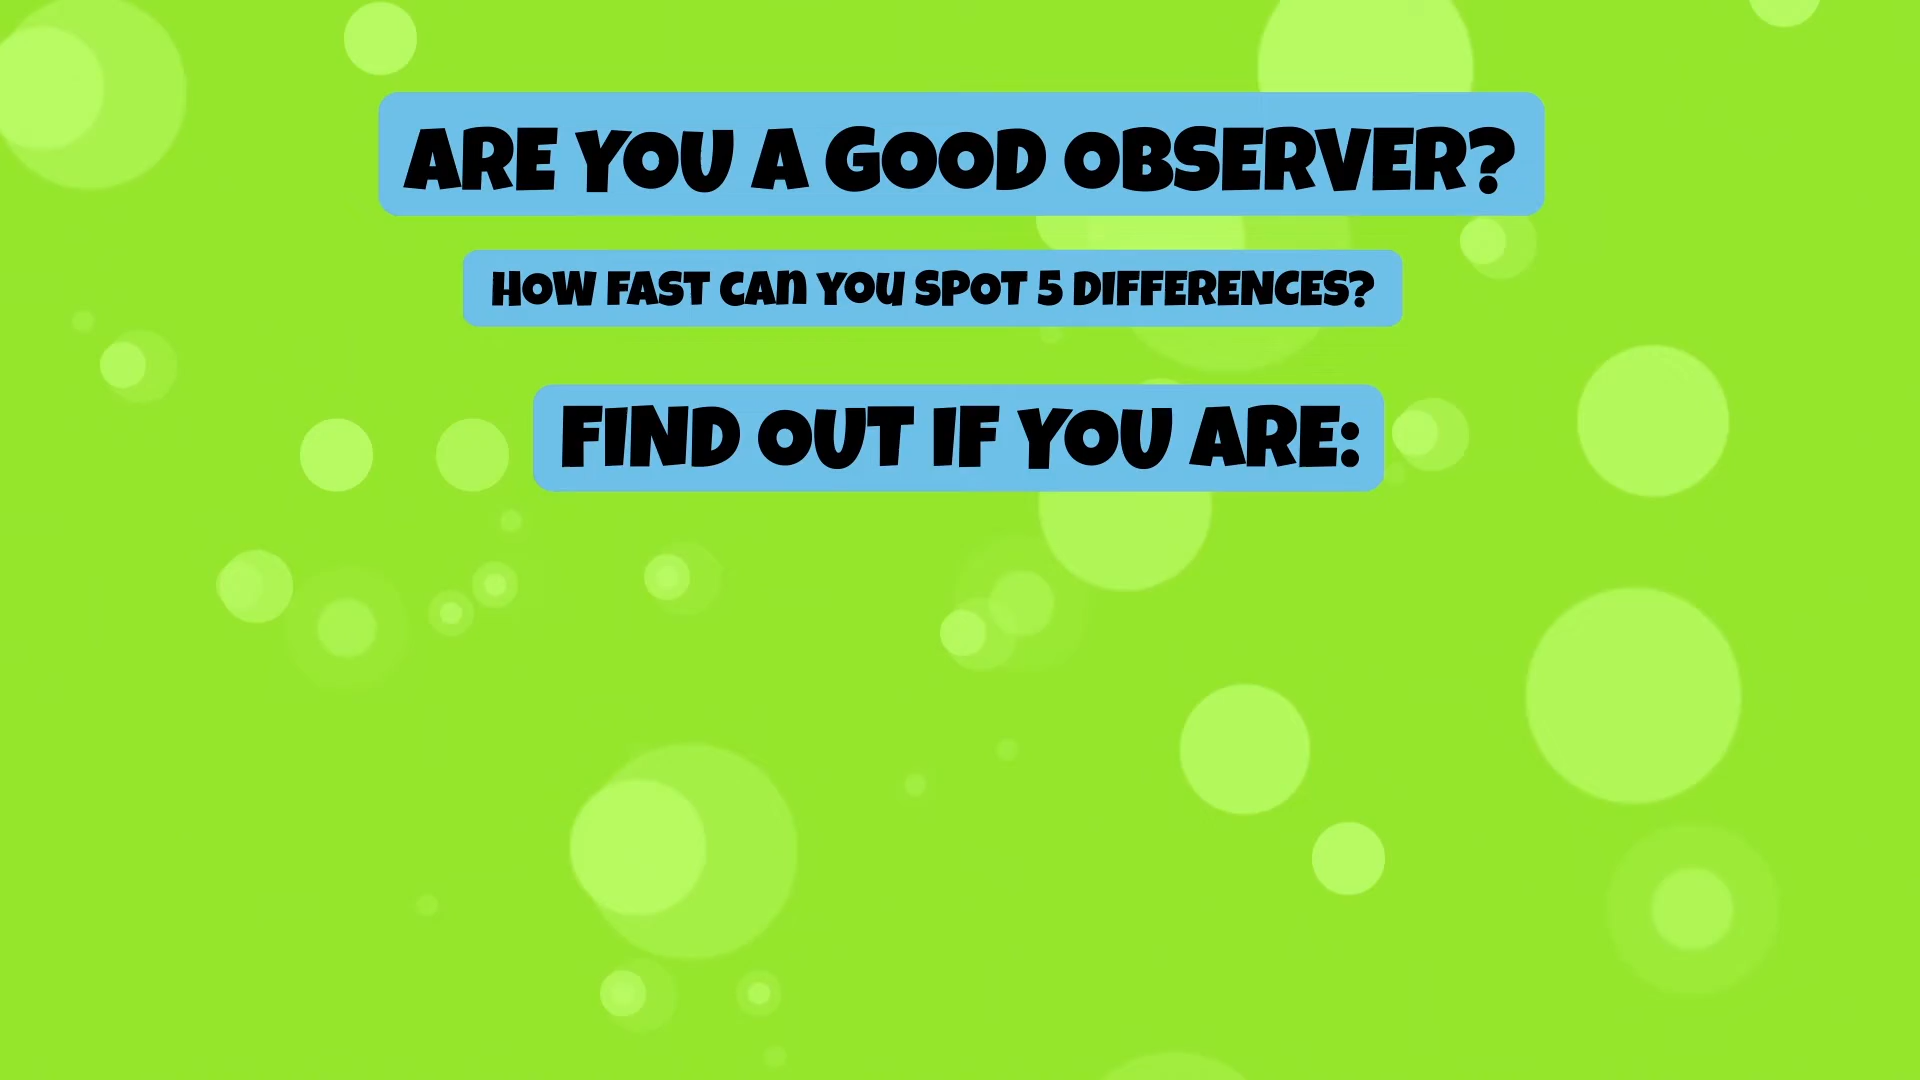 ARE YOU A GOOD OBSERVER?
HOW FAST CAN YOU SPOT 5 DIFFERENCES?
FIND OUT IF YOU ARE: